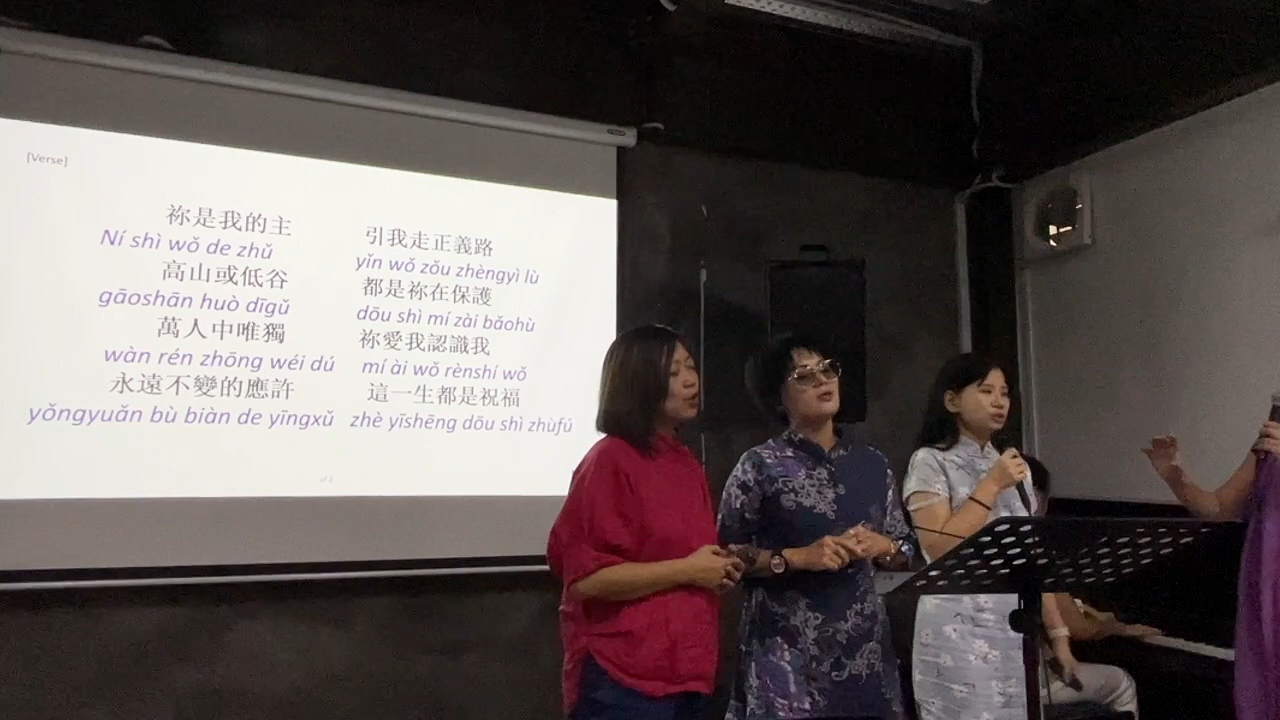 [Verse]
祢是我的主
Ní shì wǒ de zhǔ
高山或低谷
gāoshān huò dīgǔ
萬人中唯獨
wàn rén zhōng wéi dú
永遠不變的應許
yǒngyuǎn bù biàn de yīngxǔ
引我走正義路
yǐn wǒ zǒu zhèngyì lù
都是祢在保護
dōu shì mí zài bǎohù
祢愛我認識我
mí ài wǒ rènshí wǒ
這一生都是祝福
zhè yīshēng dōu shì zhùfú